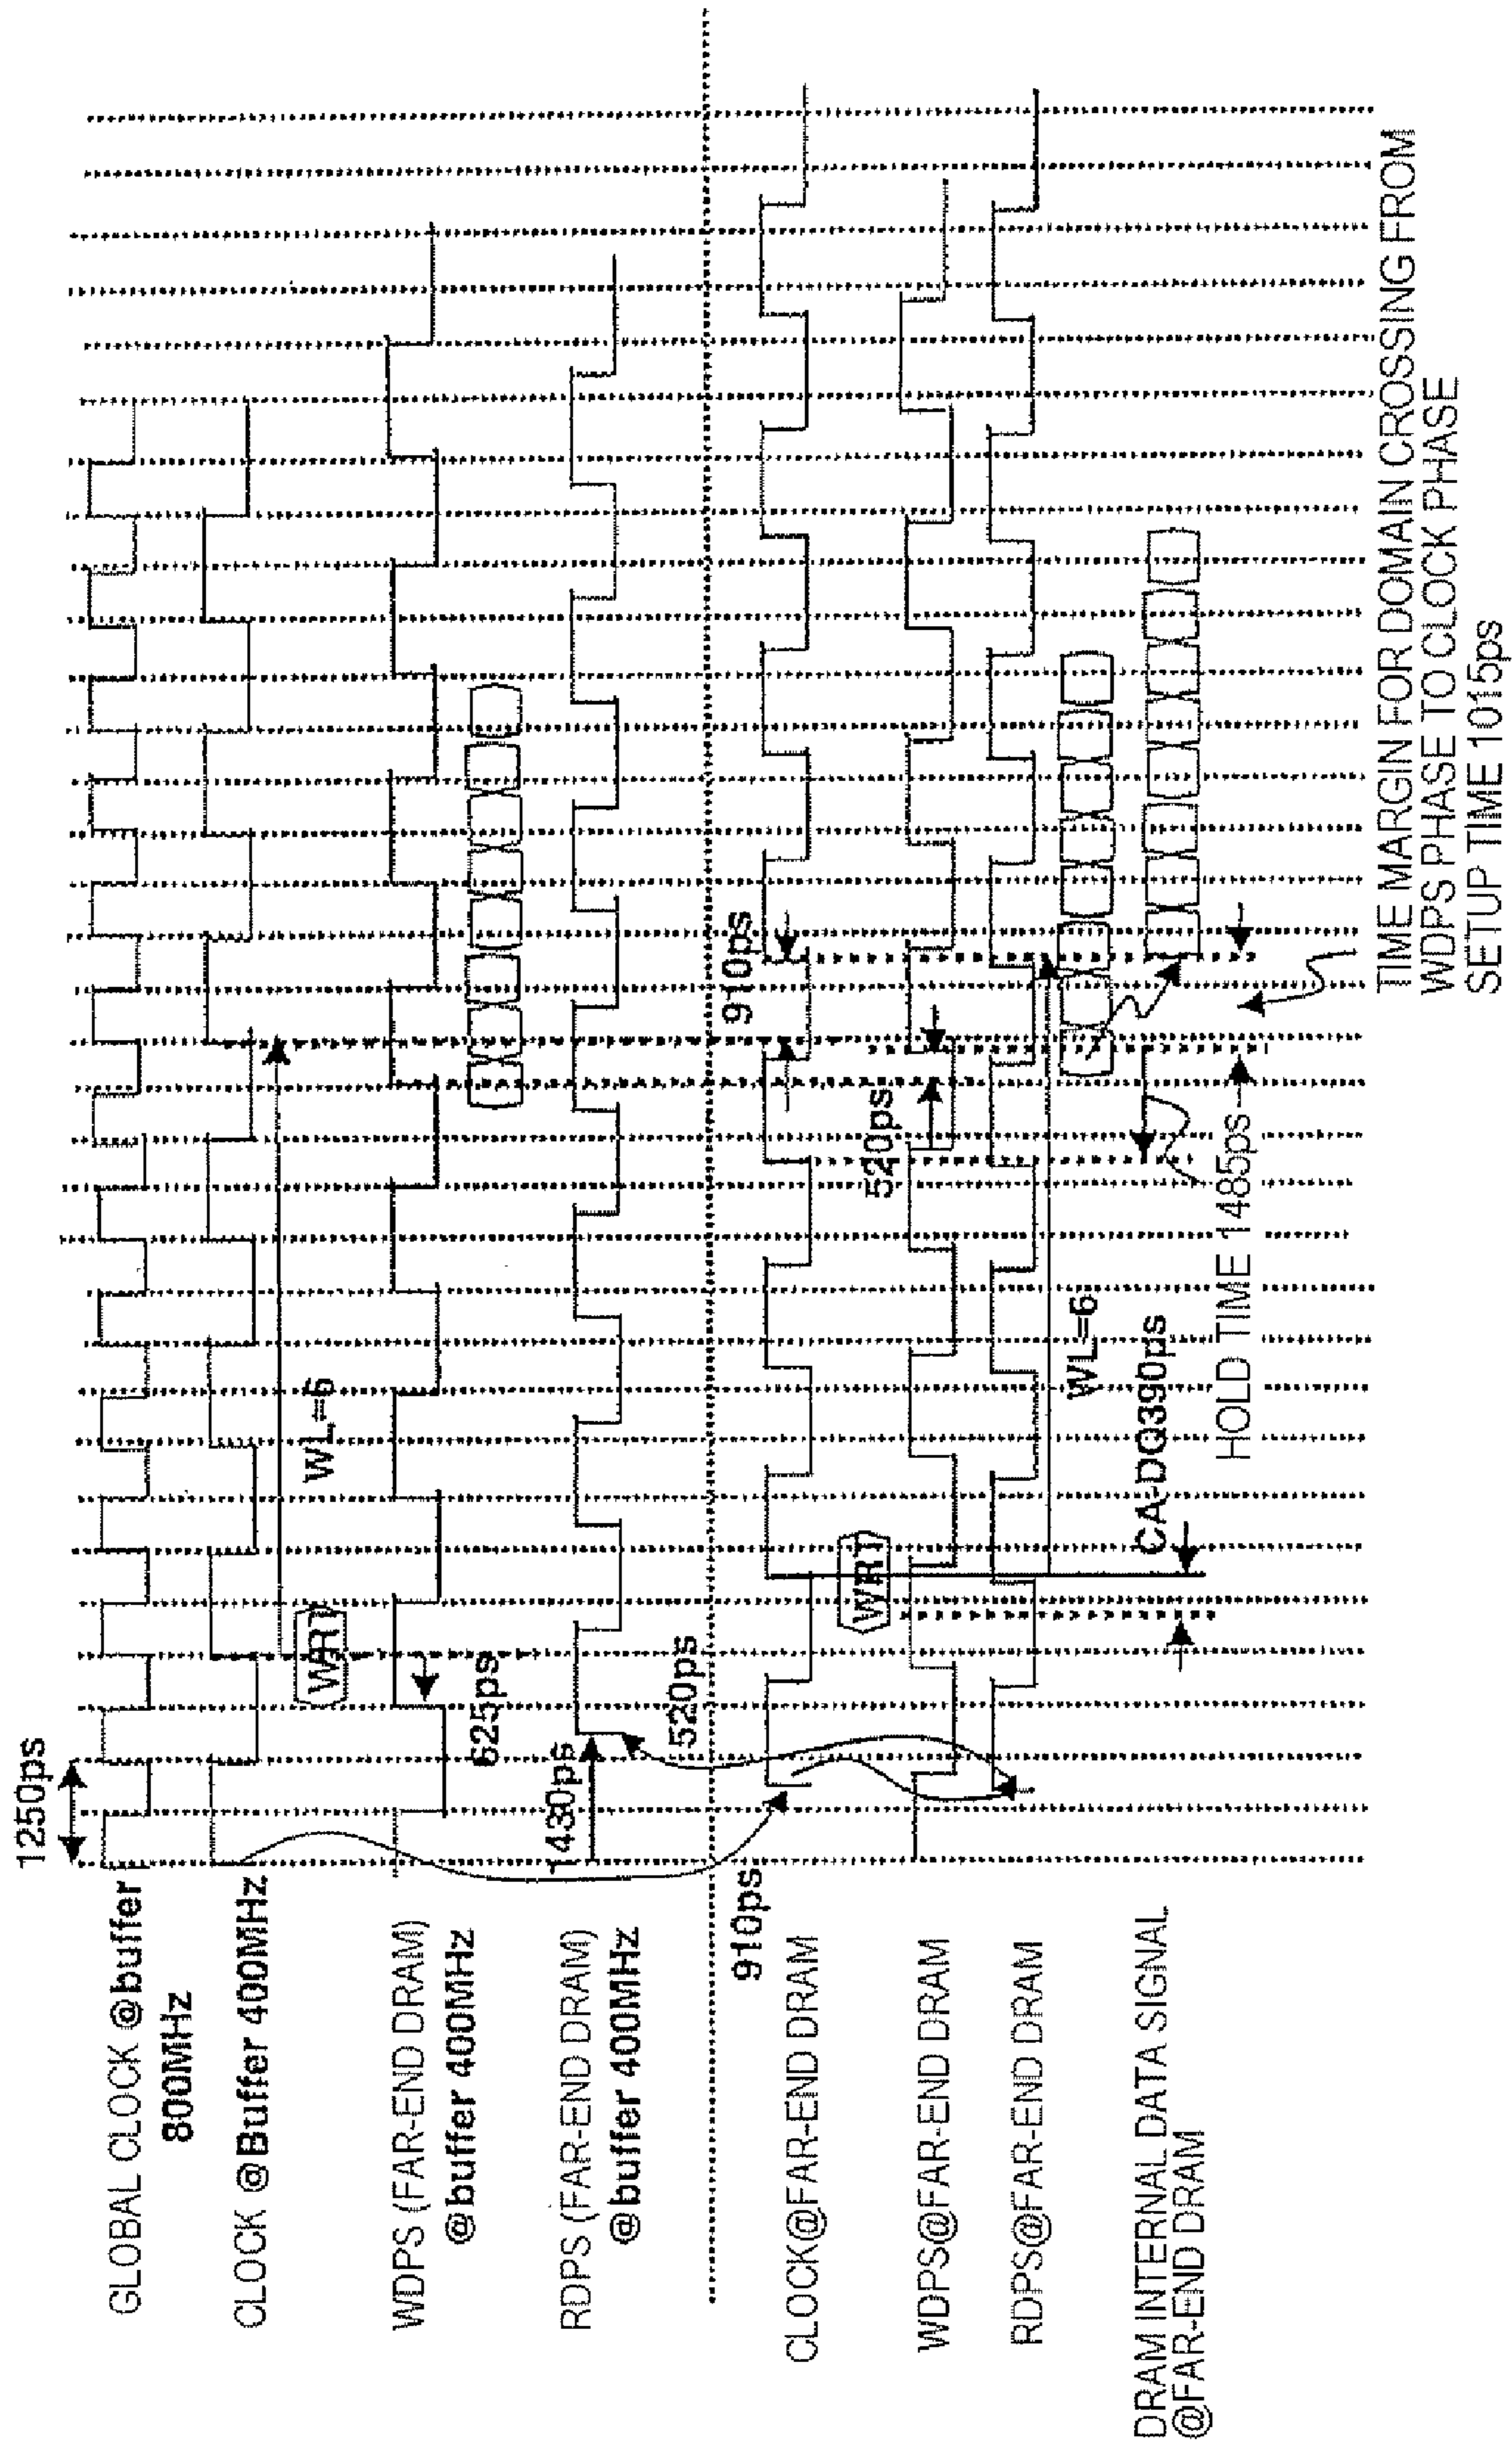 1250ps
GLOBAL CLOCK @buffer
800MHz
CLOCK @Buffer 400MHz
WL=6
WRT
WDPS (FAR-END DRAM)
@buffer 400MHz
625ps
RDPS (FAR-END DRAM)
@buffer 400MHz
1430ps
520ps
910ps
910ps
CLOCK@FAR-END DRAM
WRT
520ps
WDPS@FAR-END DRAM
RDPS@FAR-END DRAM
WL=6
DRAM INTERNAL DATA SIGNAL
@FAR-END DRAM
CA-DQ390ps
HOLD TIME 1485ps
TIME MARGIN FOR DOMAIN CROSSING FROM
WDPS PHASE TO CLOCK PHASE
SETUP TIME 1015ps